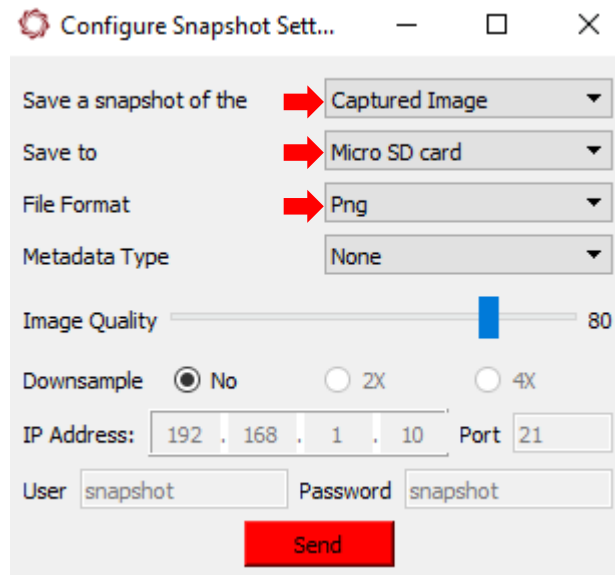 Configure Snapshot Sett...
Save a snapshot of the Captured Image
Save to Micro SD card
File Format Png
Metadata Type None
Image Quality 80
Downsample No 2X 4X
IP Address: 192 . 168 . 1 . 10 Port 21
User snapshot Password snapshot
Send